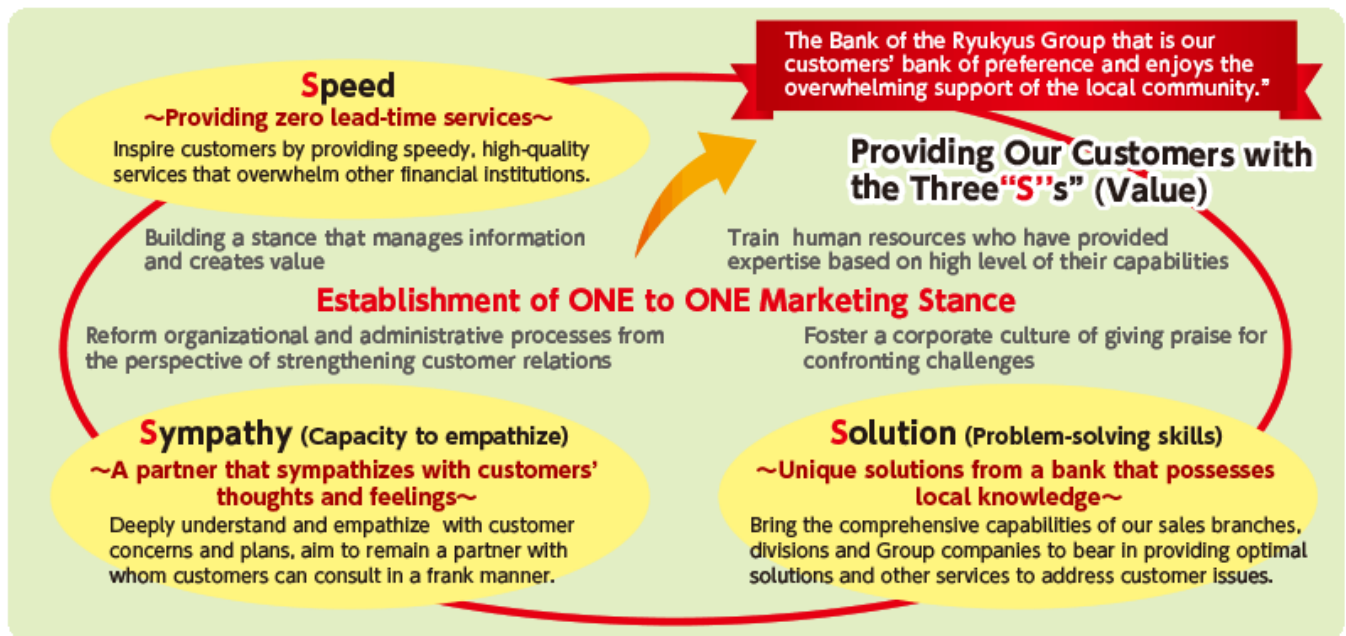 The Bank of the Ryukyus Group that is our
customers' bank of preference and enjoys the
overwhelming support of the local community."
Speed
~Providing zero lead-time services~
Inspire customers by providing speedy, high-quality
services that overwhelm other financial institutions.
Providing Our Customers with
the Three“S''s” (Value)
Building a stance that manages information
and creates value
Train human resources who have provided
expertise based on high level of their capabilities
Establishment of ONE to ONE Marketing Stance
Reform organizational and administrative processes from
the perspective of strengthening customer relations
Foster a corporate culture of giving praise for
confronting challenges
Sympathy (Capacity to empathize)
~A partner that sympathizes with customers'
thoughts and feelings~
Deeply understand and empathize with customer
concerns and plans, aim to remain a partner with
whom customers can consult in a frank manner.
Solution (Problem-solving skills)
~Unique solutions from a bank that possesses
local knowledge~
Bring the comprehensive capabilities of our sales branches,
divisions and Group companies to bear in providing optimal
solutions and other services to address customer issues.